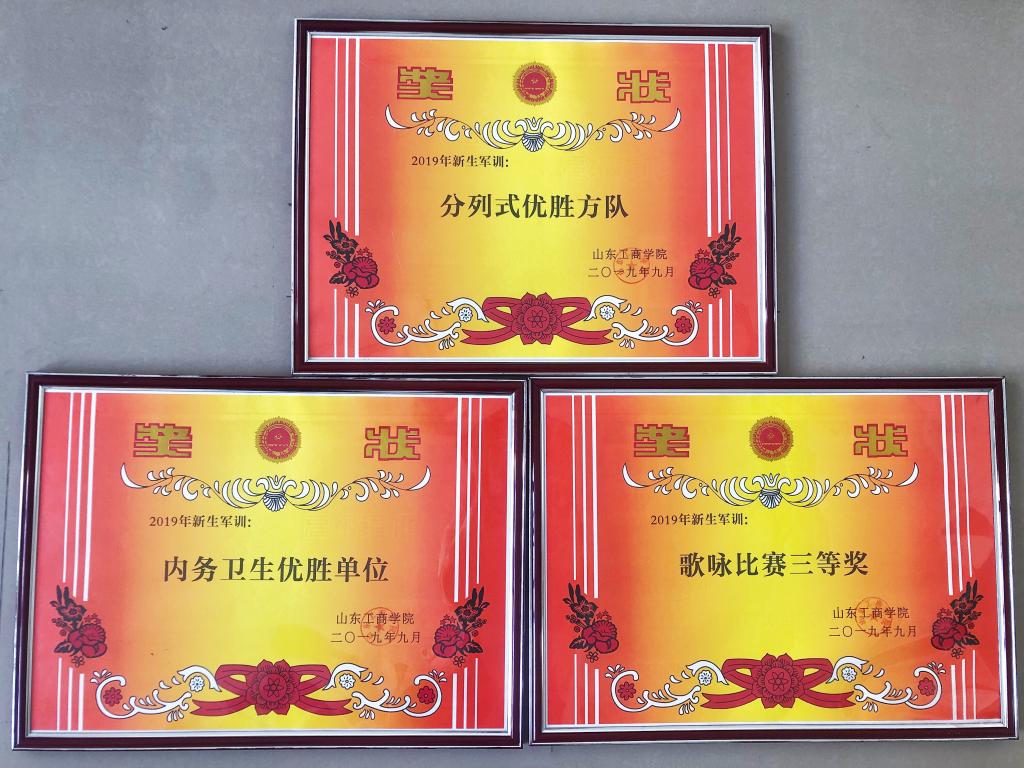 奖 状
2019年新生军训:
分列式优胜方队
山东工商学院
二〇一九年九月
奖 状
2019年新生军训:
内务卫生优胜单位
山东工商学院
二〇一九年九月
奖 状
2019年新生军训:
歌咏比赛三等奖
山东工商学院
二〇一九年九月